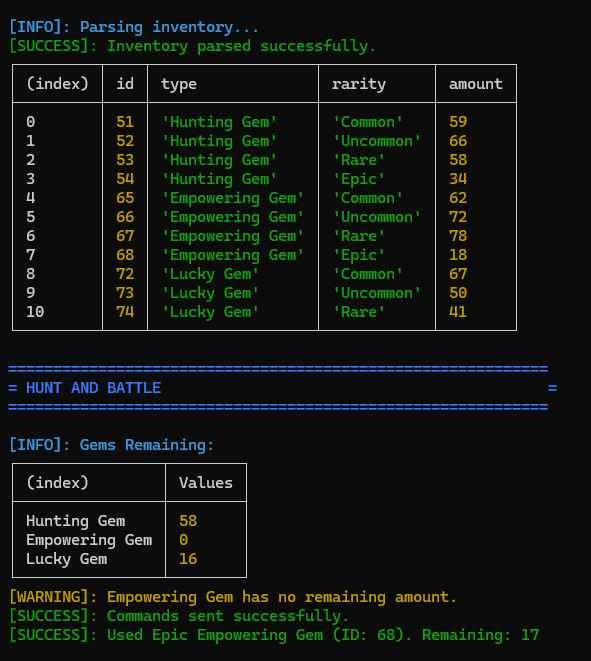 [INFO]: Parsing inventory...
[SUCCESS]: Inventory parsed successfully.
(index) id type rarity amount
0 51 'Hunting Gem' 'Common' 59
1 52 'Hunting Gem' 'Uncommon' 66
2 53 'Hunting Gem' 'Rare' 58
3 54 'Hunting Gem' 'Epic' 34
4 65 'Empowering Gem' 'Common' 62
5 66 'Empowering Gem' 'Uncommon' 72
6 67 'Empowering Gem' 'Rare' 78
7 68 'Empowering Gem' 'Epic' 18
8 72 'Lucky Gem' 'Common' 67
9 73 'Lucky Gem' 'Uncommon' 50
10 74 'Lucky Gem' 'Rare' 41
============================================================
= HUNT AND BATTLE =
============================================================
[INFO]: Gems Remaining:
(index) Values
Hunting Gem 58
Empowering Gem 0
Lucky Gem 16
[WARNING]: Empowering Gem has no remaining amount.
[SUCCESS]: Commands sent successfully.
[SUCCESS]: Used Epic Empowering Gem (ID: 68). Remaining: 17